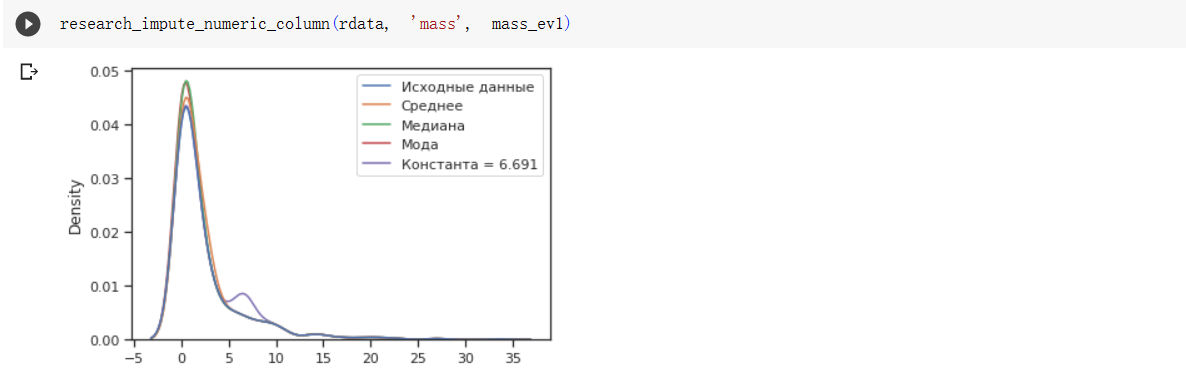 research_impute_numeric_column(rdata, 'mass', mass_ev1)
0.05
0.04
0.03
0.02
0.01
0.00
Density
Исходные данные
Среднее
Медиана
Мода
Константа = 6.691
−5 0 5 10 15 20 25 30 35